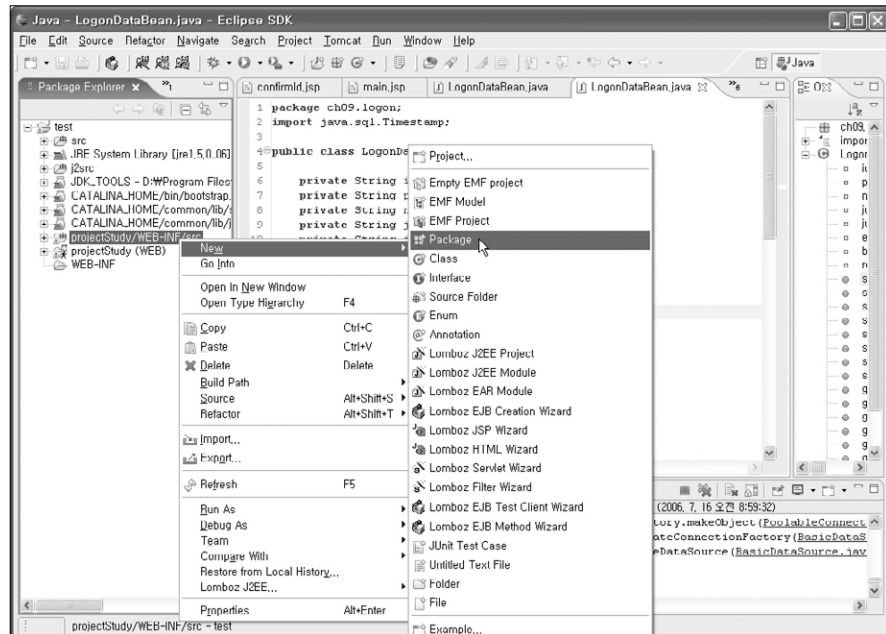 Java - LogonDataBean.java - Eclipse SDK
File Edit Source Refactor Navigate Search Project Tomcat Run Window Help
Java
Package Explorer
confirmId.jsp
main.jsp
LogonDataBean.java
LogonDataBean.java
test
src
JRE System Library [jre1.5.0_06]
j2src
JDK_TOOLS - D:\Program Files
CATALINA_HOME/bin/bootstrap.
CATALINA_HOME/common/lib/
CATALINA_HOME/common/lib/j
projectStudy/WEB-INF/src
projectStudy (WEB)
WEB-INF
1 package ch09.logon;
2 import java.sql.Timestamp;
3
4 public class LogonDa
5
6 private String i
7 private String p
8 private String n
9 private String j
New
Go Into
Open In New Window
Open Type Hierarchy F4
Copy Ctrl+C
Paste Ctrl+V
Delete Delete
Build Path
Source Alt+Shift+S
Refactor Alt+Shift+T
Import...
Export...
Refresh F5
Run As
Debug As
Team
Compare With
Restore from Local History...
Lomboz J2EE...
Properties Alt+Enter
Project...
Empty EMF project
EMF Model
EMF Project
Package
Class
Interface
Source Folder
Enum
Annotation
Lomboz J2EE Project
Lomboz J2EE Module
Lomboz EAR Module
Lomboz EJB Creation Wizard
Lomboz JSP Wizard
Lomboz HTML Wizard
Lomboz Servlet Wizard
Lomboz Filter Wizard
Lomboz EJB Test Client Wizard
Lomboz EJB Method Wizard
JUnit Test Case
Untitled Text File
Folder
File
Example...
ch09.
impor
Logor
(2006. 7. 16 오전 8:59:32)
tory.makeObject(PoolableConnect
ateConnectionFactory(BasicDataS
eDataSource(BasicDataSource.jav
projectStudy/WEB-INF/src - test